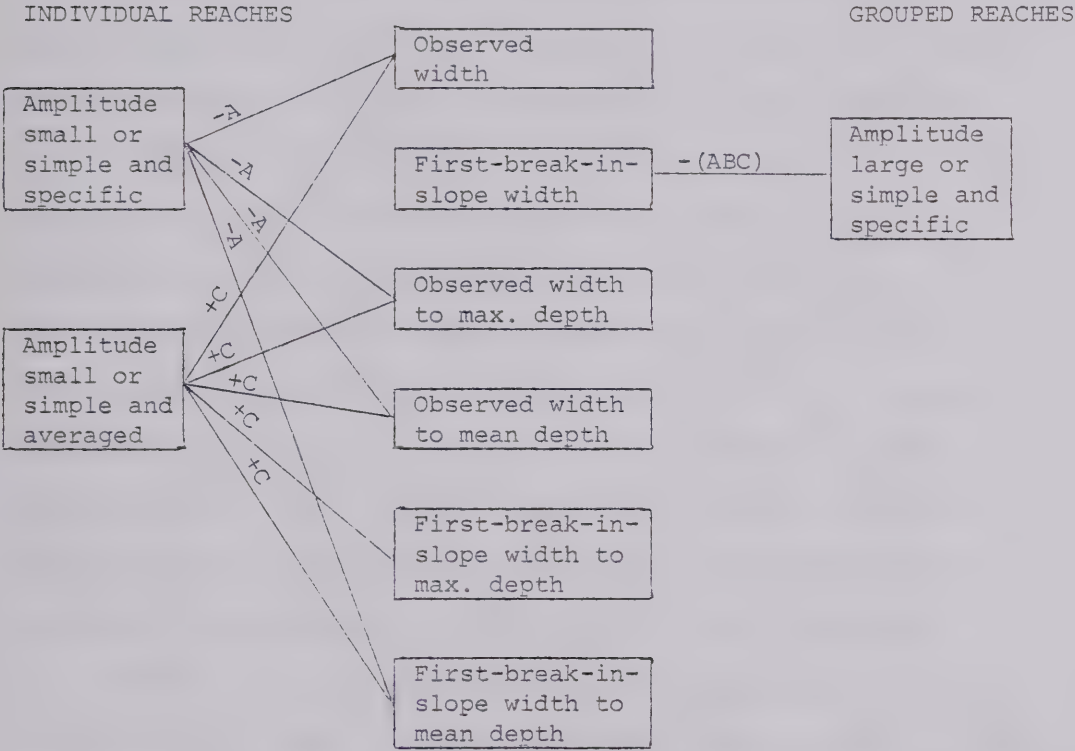 INDIVIDUAL REACHES
GROUPED REACHES
Amplitude
small or
simple and
specific
Amplitude
small or
simple and
averaged
-A
-A
-A
-A
+C
+C
+C
+C
+C
Observed
width
First-break-in-
slope width
Observed width
to max. depth
Observed width
to mean depth
First-break-in-
slope width to
max. depth
First-break-in-
slope width to
mean depth
-(ABC)
Amplitude
large or
simple and
specific